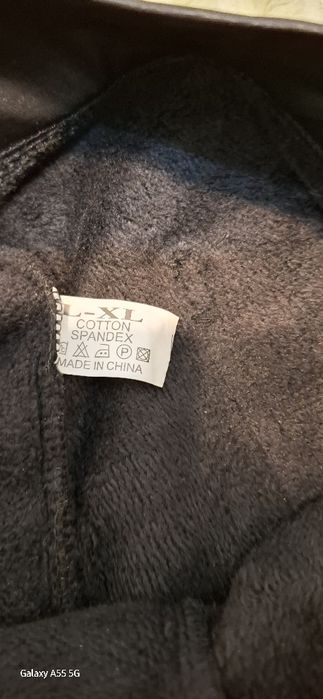 L-XL
COTTON
SPANDEX
P
MADE IN CHINA
Galaxy A55 5G